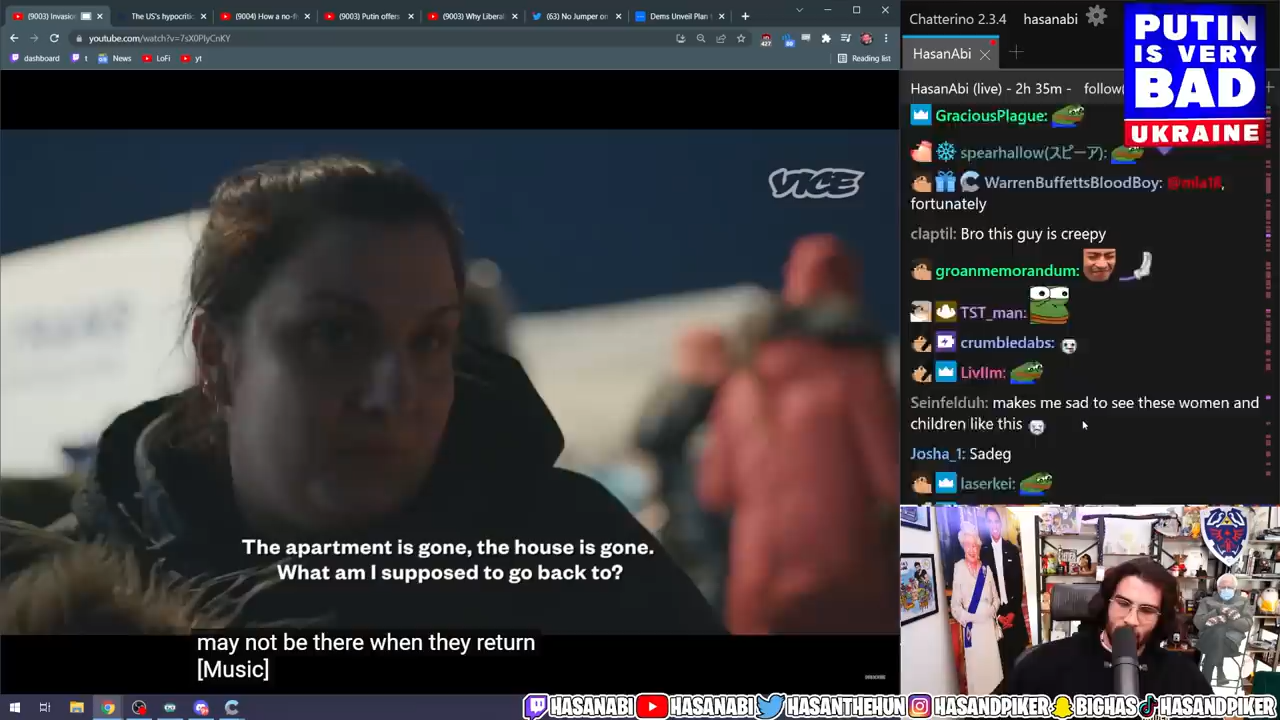 (9003) Invasio
The US's hypocriti
(9004) How a no-f
(9003) Putin offers
(9003) Why Liberal
(63) No Jumper on
Dems Unveil Plan t
youtube.com/watch?v=7sX0PlyCnKY
427
dashboard
t
News
LoFi
yt
Reading list
VICE
The apartment is gone, the house is gone.
What am I supposed to go back to?
may not be there when they return
[Music]
Chatterino 2.3.4
hasanabi
HasanAbi
HasanAbi (live) - 2h 35m -
follow(
PUTIN
IS VERY
BAD
UKRAINE
GraciousPlague:
spearhallow(スピーア):
WarrenBuffettsBloodBoy: @mla18,
fortunately
claptil: Bro this guy is creepy
groanmemorandum:
TST_man:
crumbledabs:
Livllm:
Seinfelduh: makes me sad to see these women and
children like this
Josha_1: Sadeg
laserkei:
HASANABI
HASANABI
HASANTHEHUN
HASANDPIKER
BIGHAS
HASANDPIKER